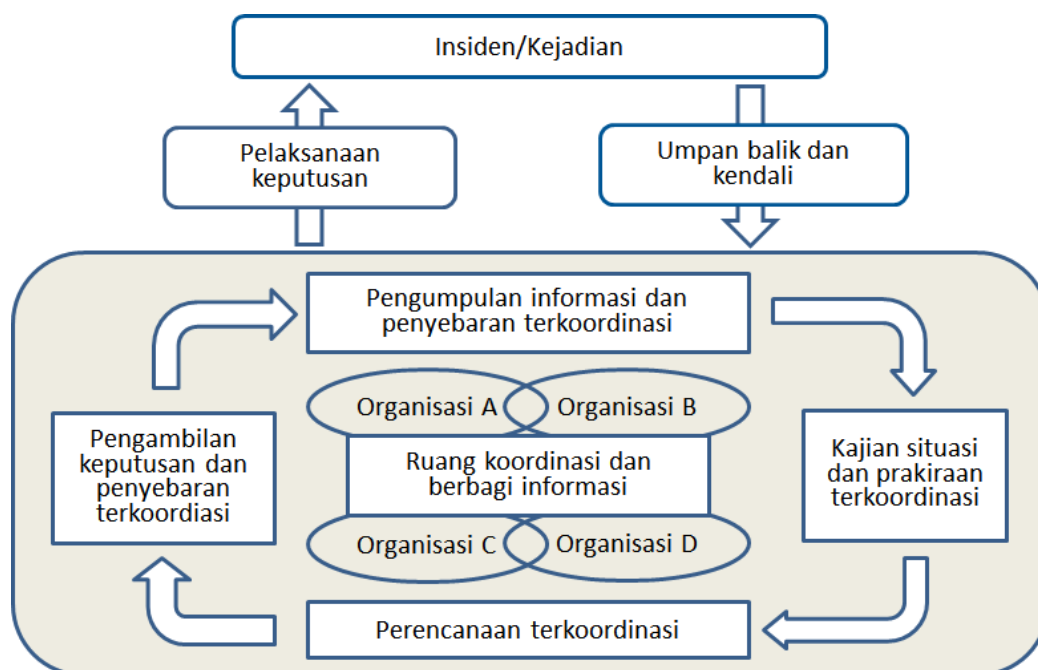 Insiden/Kejadian
Pelaksanaan
keputusan
Umpan balik dan
kendali
Pengumpulan informasi dan
penyebaran terkoordinasi
Organisasi A
Organisasi B
Pengambilan
keputusan dan
penyebaran
terkoordiasi
Ruang koordinasi dan
berbagi informasi
Kajian situasi
dan prakiraan
terkoordinasi
Organisasi C
Organisasi D
Perencanaan terkoordinasi